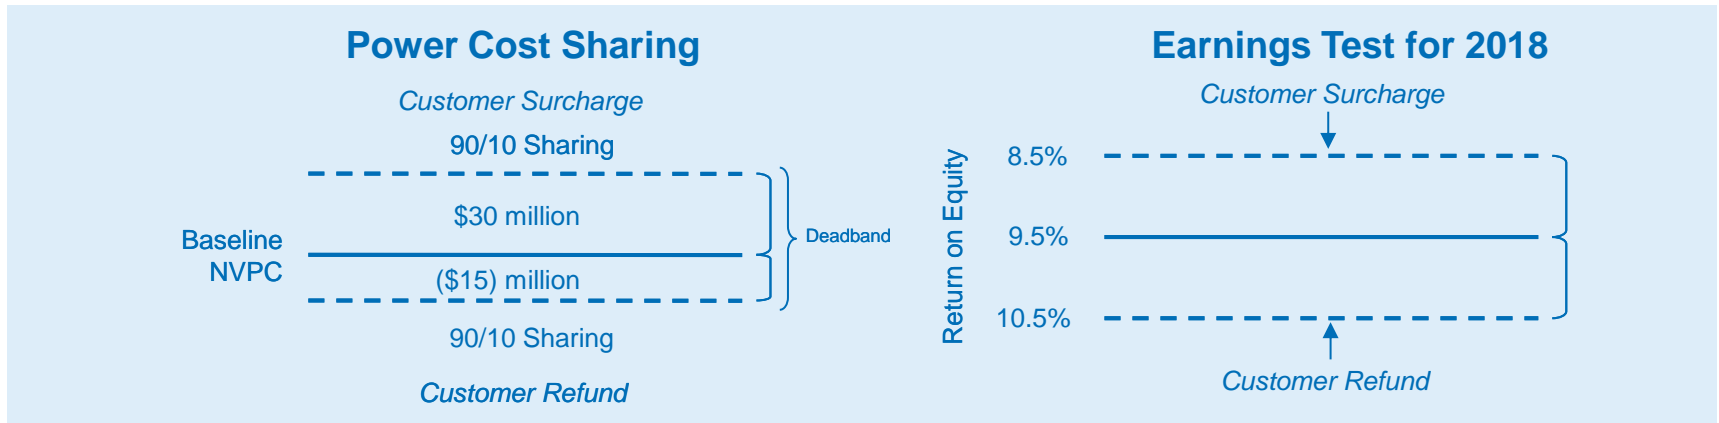 Power Cost Sharing
Customer Surcharge
90/10 Sharing
$30 million
Baseline
NVPC
($15) million
Deadband
90/10 Sharing
Customer Refund
Earnings Test for 2018
Customer Surcharge
Return on Equity
8.5%
9.5%
10.5%
Customer Refund